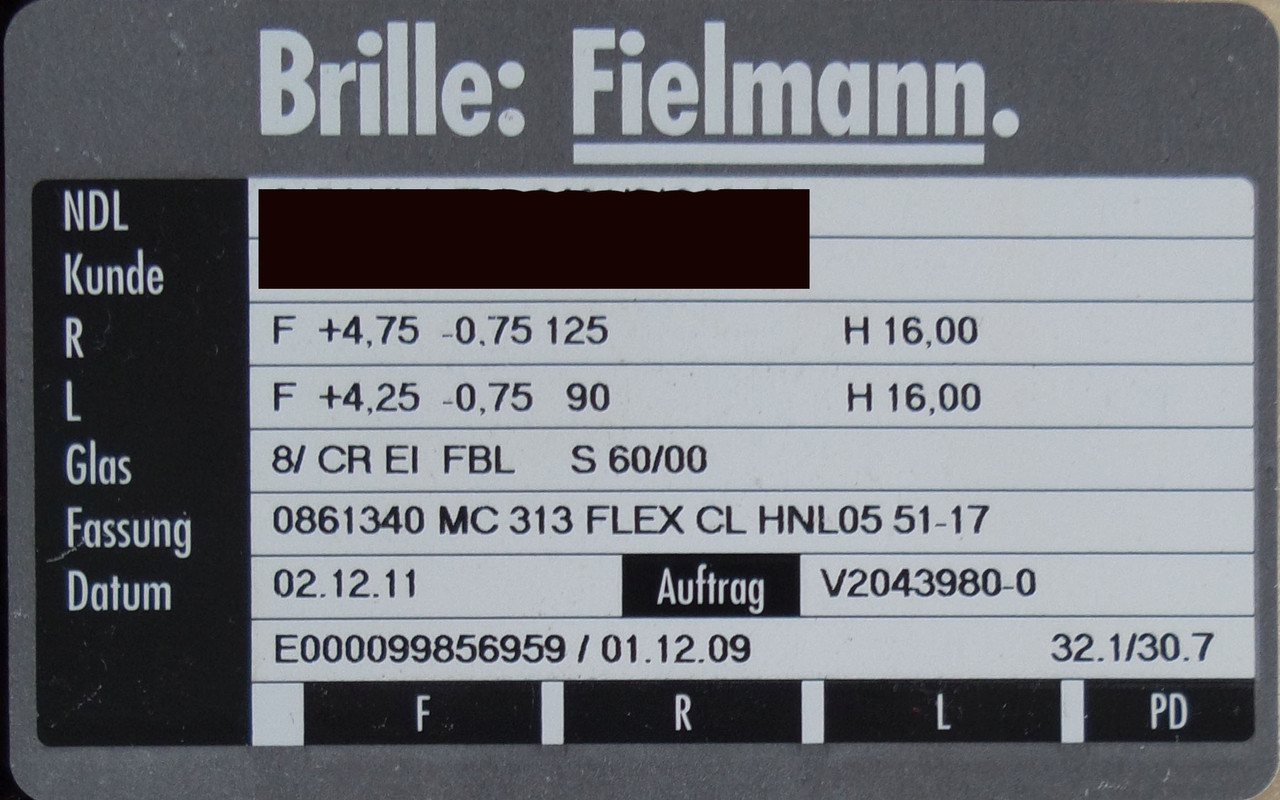 Brille: Fielmann.
NDL
Kunde
R F +4,75 -0.75 125 H 16,00
L F +4,25 -0,75 90 H 16,00
Glas 8/ CR EI FBL S 60/00
Fassung 0861340 MC 313 FLEX CL HNL05 51-17
Datum 02.12.11 Auftrag V2043980-0
E000099856959 / 01.12.09 32.1/30.7
F R L PD